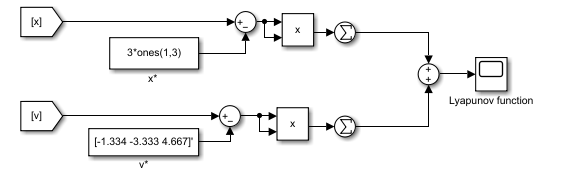 [x]
3*ones(1,3)
x*
x
Lyapunov function
[v]
[-1.334 -3.333 4.667]'
v*
x